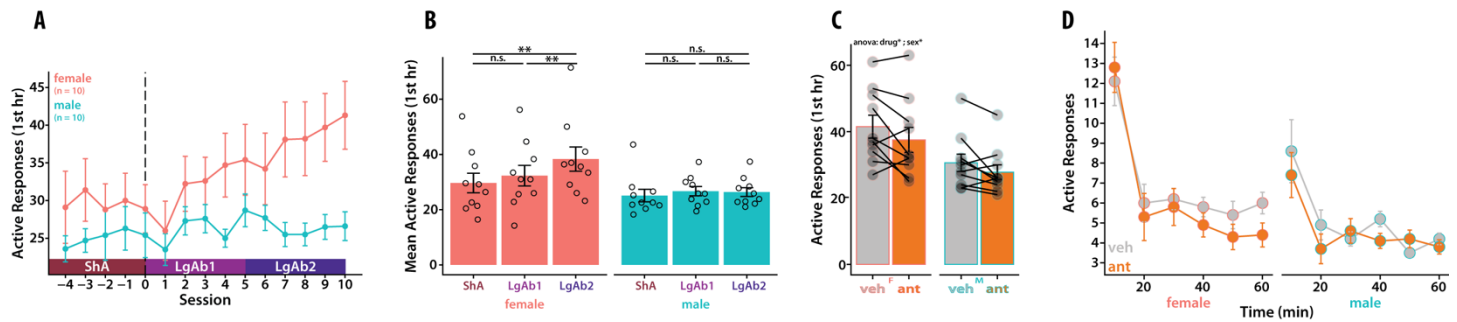 A
Active Responses (1st hr)
45
40
35
30
25
female
(n = 10)
male
(n = 10)
ShA
LgAb1
LgAb2
−4 −3 −2 −1 0 1 2 3 4 5 6 7 8 9 10
Session
B
Mean Active Responses (1st hr)
60
40
20
0
**
n.s.
**
n.s.
n.s.
n.s.
ShA LgAb1 LgAb2
female
ShA LgAb1 LgAb2
male
C
Active Responses (1st hr)
60
40
20
0
anova: drug* ; sex*
veh F ant
veh M ant
D
Active Responses
14
13
12
11
10
9
8
7
6
5
4
3
veh
ant
20 40 60
20 40 60
female
Time (min)
male